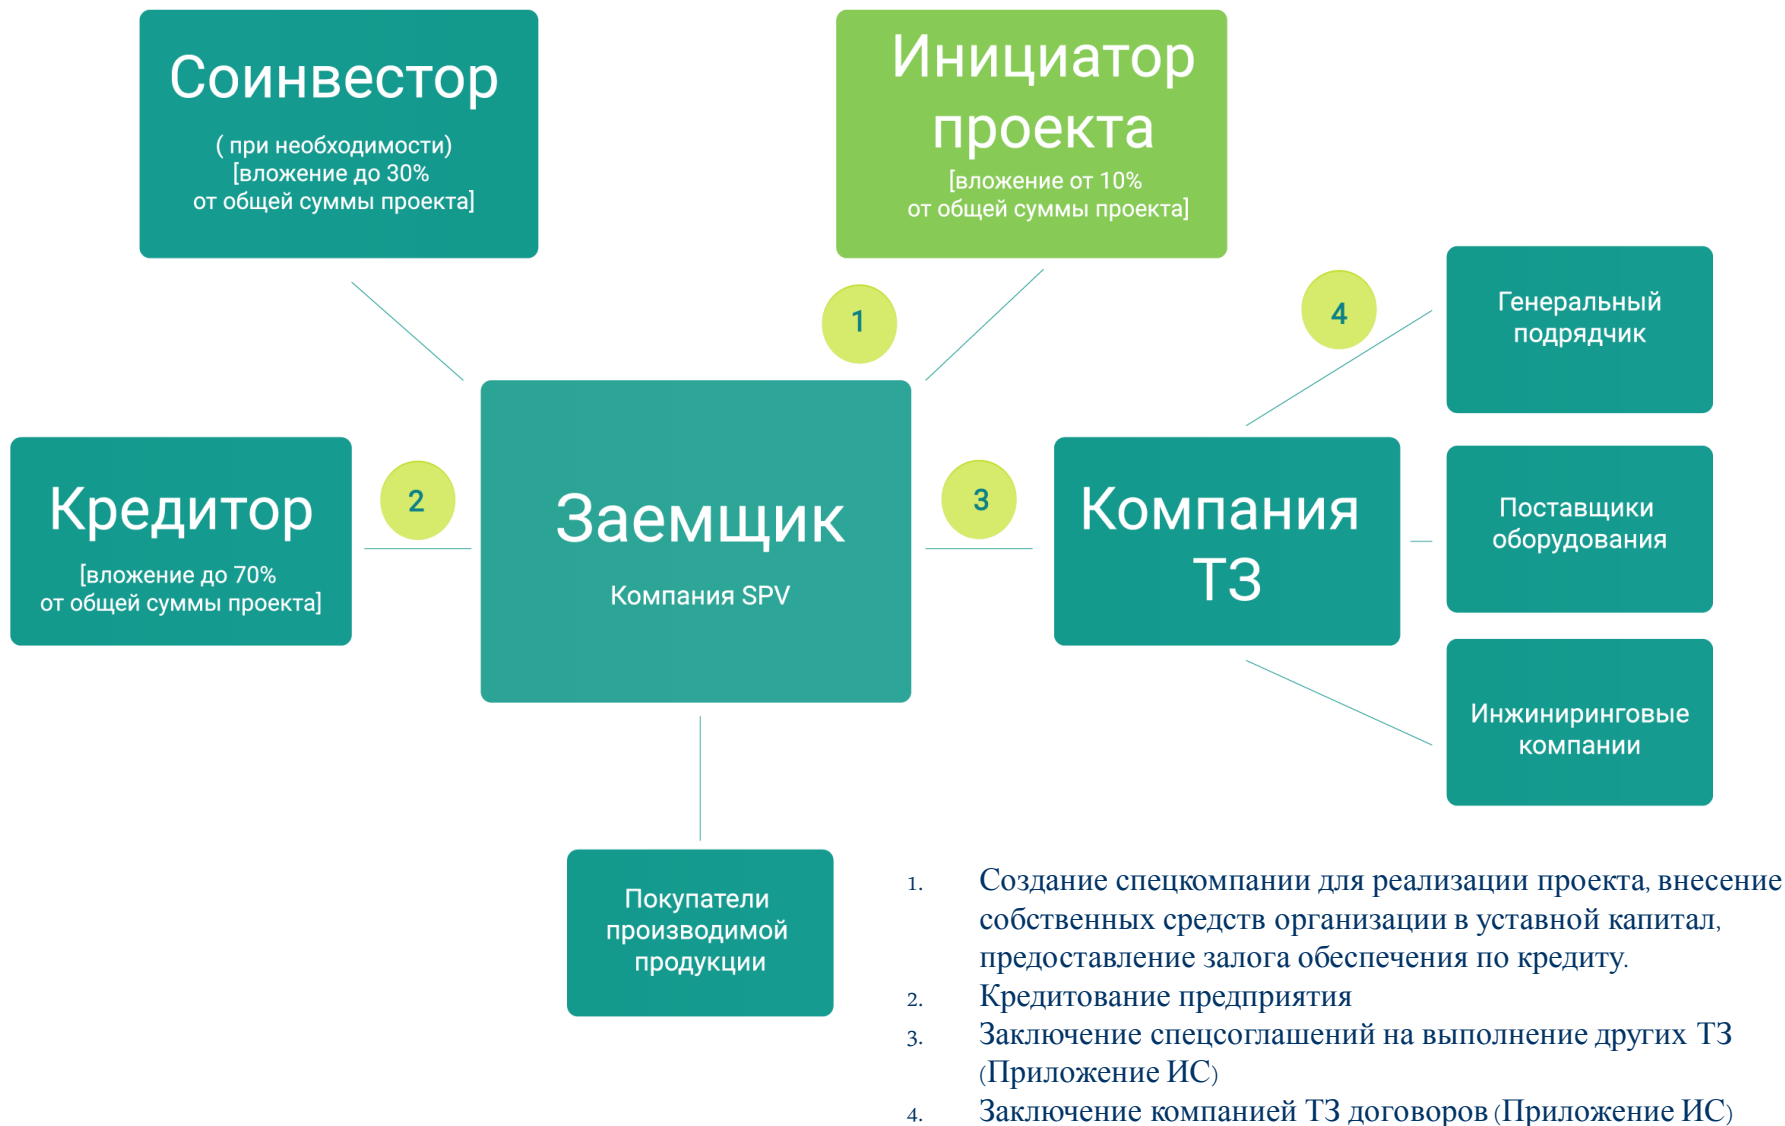 Соинвестор
( при необходимости)
[вложение до 30%
от общей суммы проекта]
Инициатор
проекта
[вложение от 10%
от общей суммы проекта]
1
4
Генеральный
подрядчик
Кредитор
[вложение до 70%
от общей суммы проекта]
2
Заемщик
Компания SPV
3
Компания
ТЗ
Поставщики
оборудования
Инжиниринговые
компании
Покупатели
производимой
продукции
1. Создание спецкомпании для реализации проекта, внесение
собственных средств организации в уставной капитал,
предоставление залога обеспечения по кредиту.
2. Кредитование предприятия
3. Заключение спецсоглашений на выполнение других ТЗ
(Приложение ИС)
4. Заключение компанией ТЗ договоров (Приложение ИС)